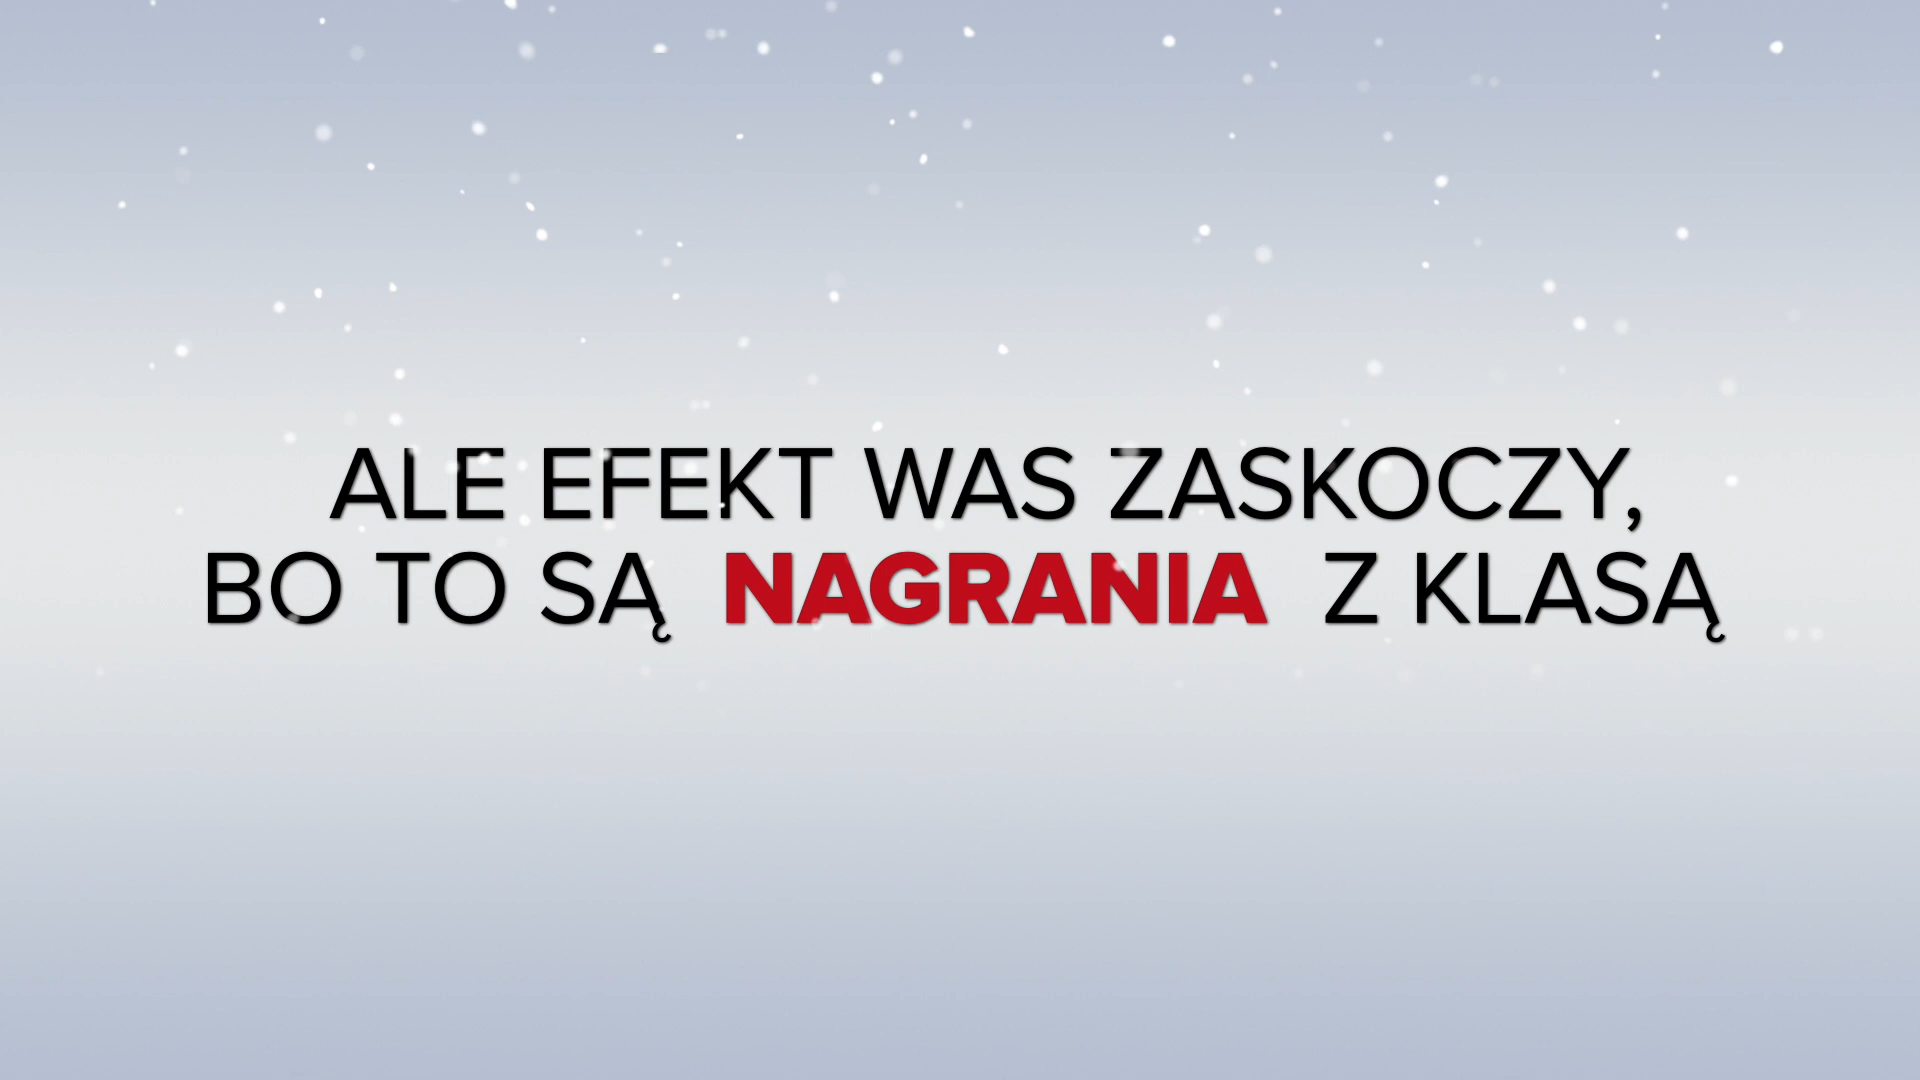 ALE EFEKT WAS ZASKOCZY,
BO TO SĄ NAGRANIA Z KLASĄ